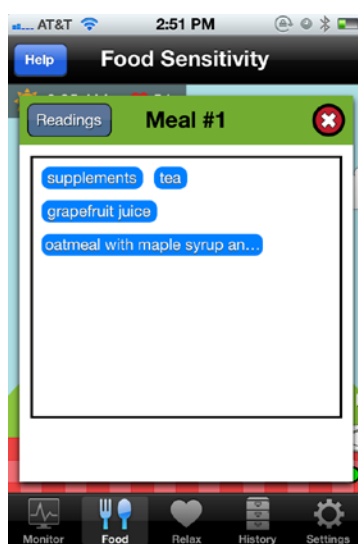 AT&T 2:51 PM
Help Food Sensitivity
Readings Meal #1
supplements tea
grapefruit juice
oatmeal with maple syrup an...
Monitor Food Relax History Settings